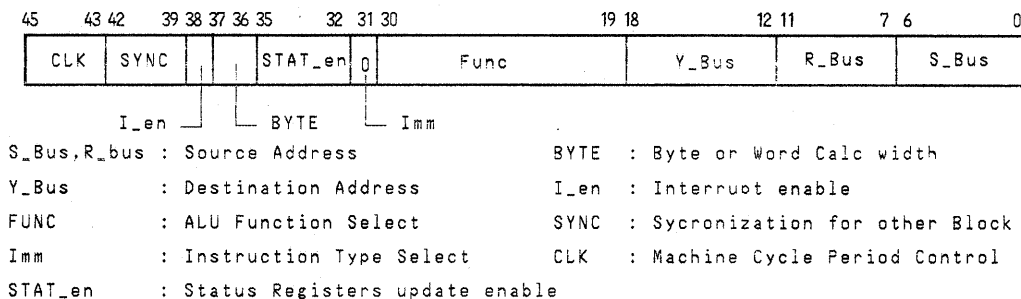 45 43 42 39 38 37 36 35 32 31 30 19 18 12 11 7 6 0
CLK SYNC STAT_en 0 Func Y_Bus R_Bus S_Bus
I_en BYTE Imm
S_Bus,R_bus : Source Address BYTE : Byte or Word Calc width
Y_Bus : Destination Address I_en : Interruot enable
FUNC : ALU Function Select SYNC : Sycronization for other Block
Imm : Instruction Type Select CLK : Machine Cycle Period Control
STAT_en : Status Registers update enable